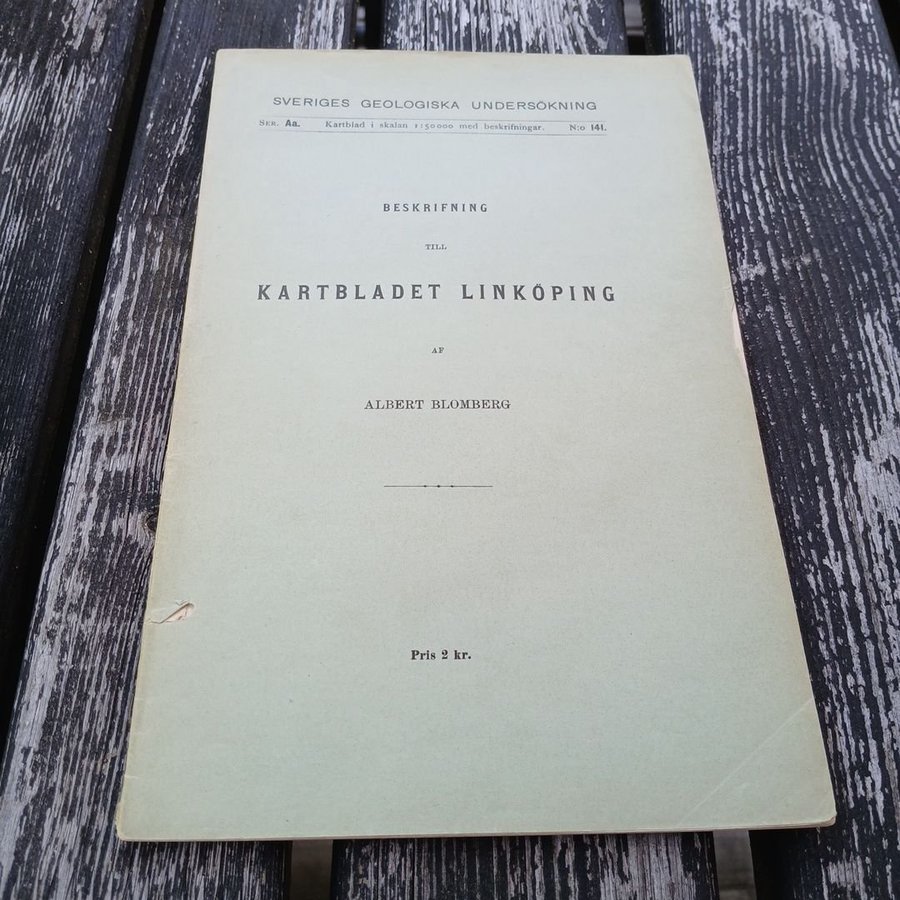 SVERIGES GEOLOGISKA UNDERSÖKNING
SER. Aa. Kartblad i skalan 1:50000 med beskrifningar. N:o 141.
BESKRIFNING
TILL
KARTBLADET LINKÖPING
AF
ALBERT BLOMBERG
Pris 2 kr.